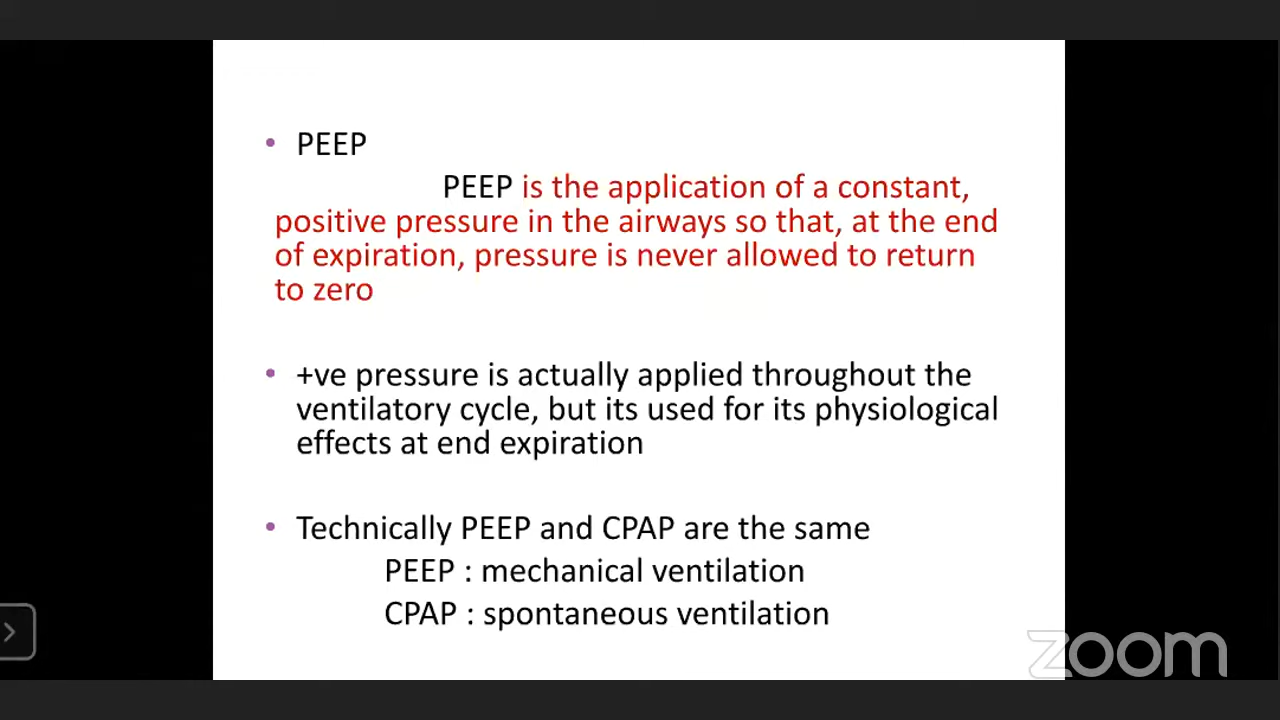 • PEEP
PEEP is the application of a constant,
positive pressure in the airways so that, at the end
of expiration, pressure is never allowed to return
to zero
• +ve pressure is actually applied throughout the
ventilatory cycle, but its used for its physiological
effects at end expiration
• Technically PEEP and CPAP are the same
PEEP : mechanical ventilation
CPAP : spontaneous ventilation
zoom